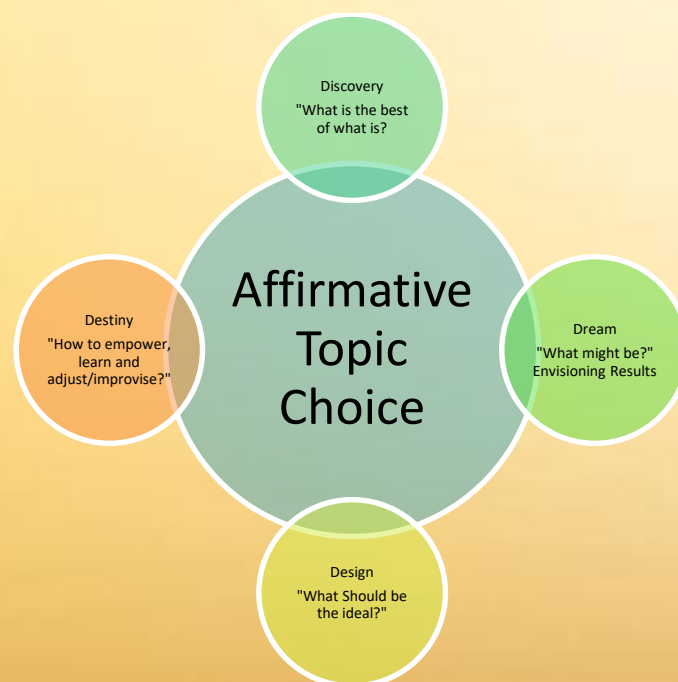 Discovery
"What is the best
of what is?
Affirmative
Topic
Choice
Dream
"What might be?"
Envisioning Results
Design
"What Should be
the ideal?"
Destiny
"How to empower,
learn and
adjust/improvise?"